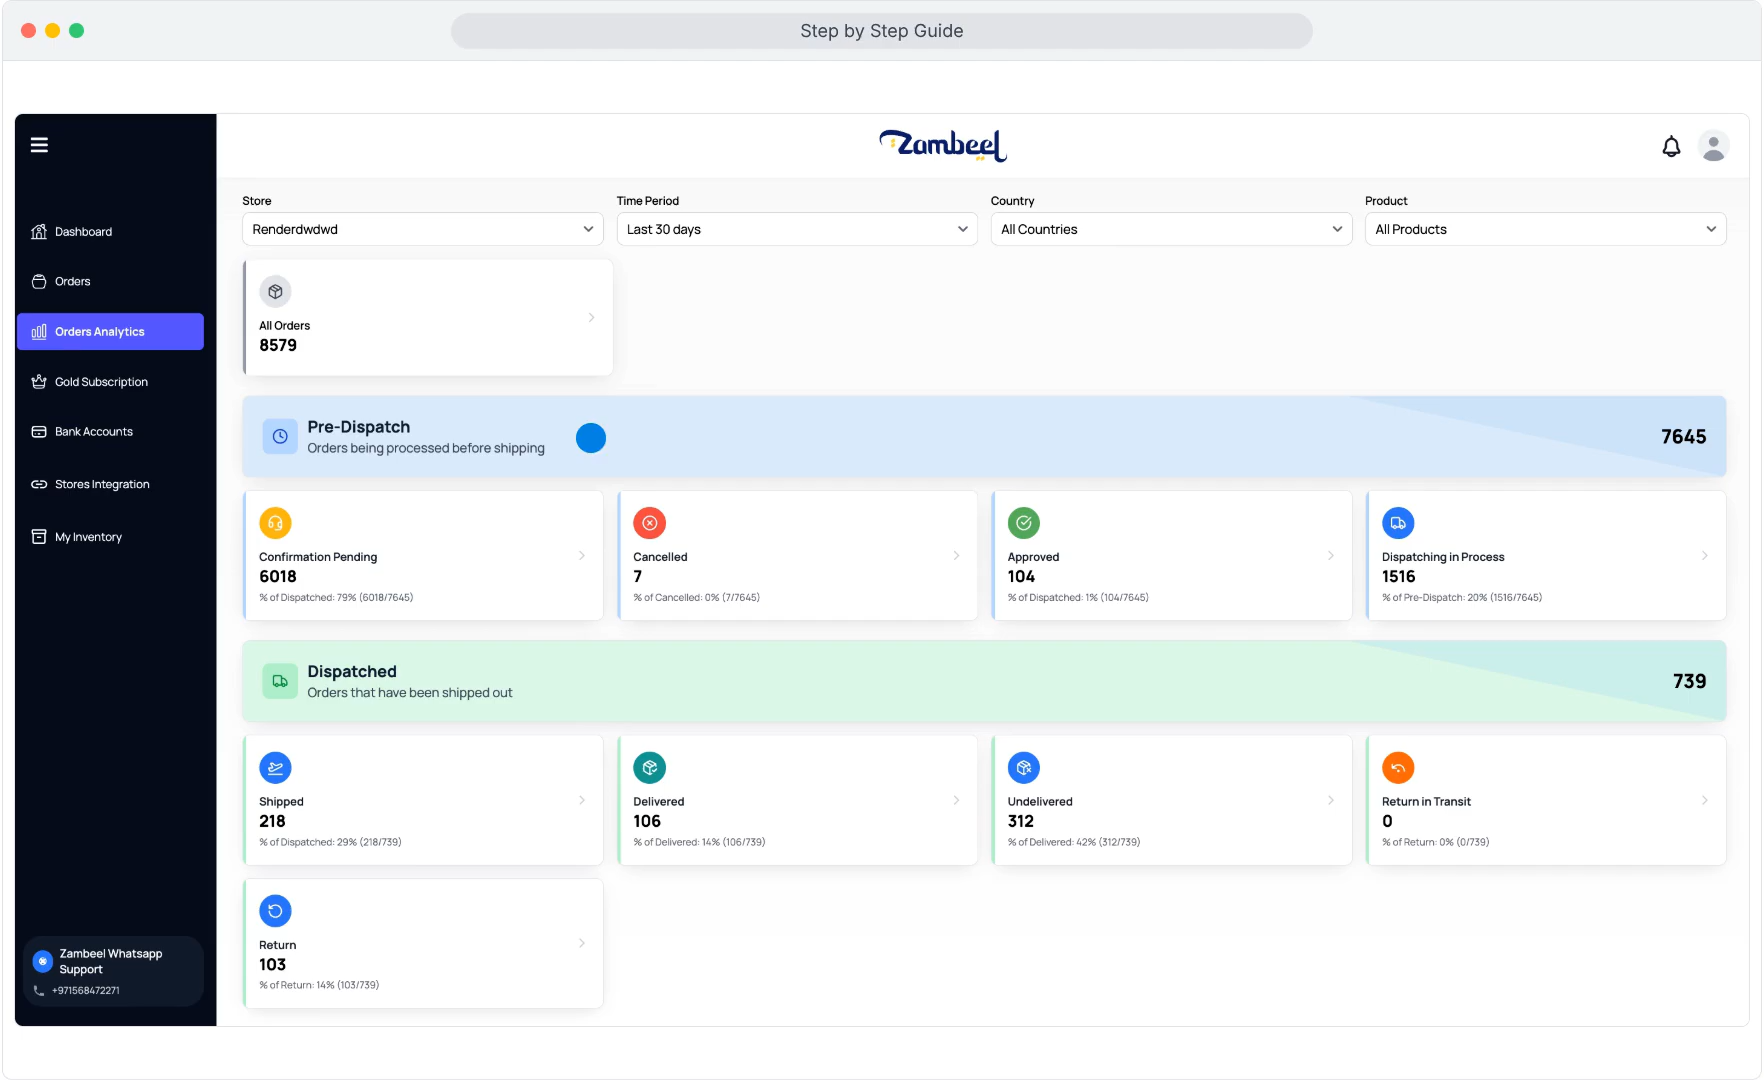 Step by Step Guide
Zambeel
Dashboard
Orders
Orders Analytics
Gold Subscription
Bank Accounts
Stores Integration
My Inventory
Zambeel Whatsapp
Support
+971568472271
Store
Renderdwdwd
Time Period
Last 30 days
Country
All Countries
Product
All Products
All Orders
8579
Pre-Dispatch
Orders being processed before shipping
7645
Confirmation Pending
6018
% of Dispatched: 79% (6018/7645)
Cancelled
7
% of Cancelled: 0% (7/7645)
Approved
104
% of Dispatched: 1% (104/7645)
Dispatching in Process
1516
% of Pre-Dispatch: 20% (1516/7645)
Dispatched
Orders that have been shipped out
739
Shipped
218
% of Dispatched: 29% (218/739)
Delivered
106
% of Delivered: 14% (106/739)
Undelivered
312
% of Delivered: 42% (312/739)
Return in Transit
0
% of Return: 0% (0/739)
Return
103
% of Return: 14% (103/739)